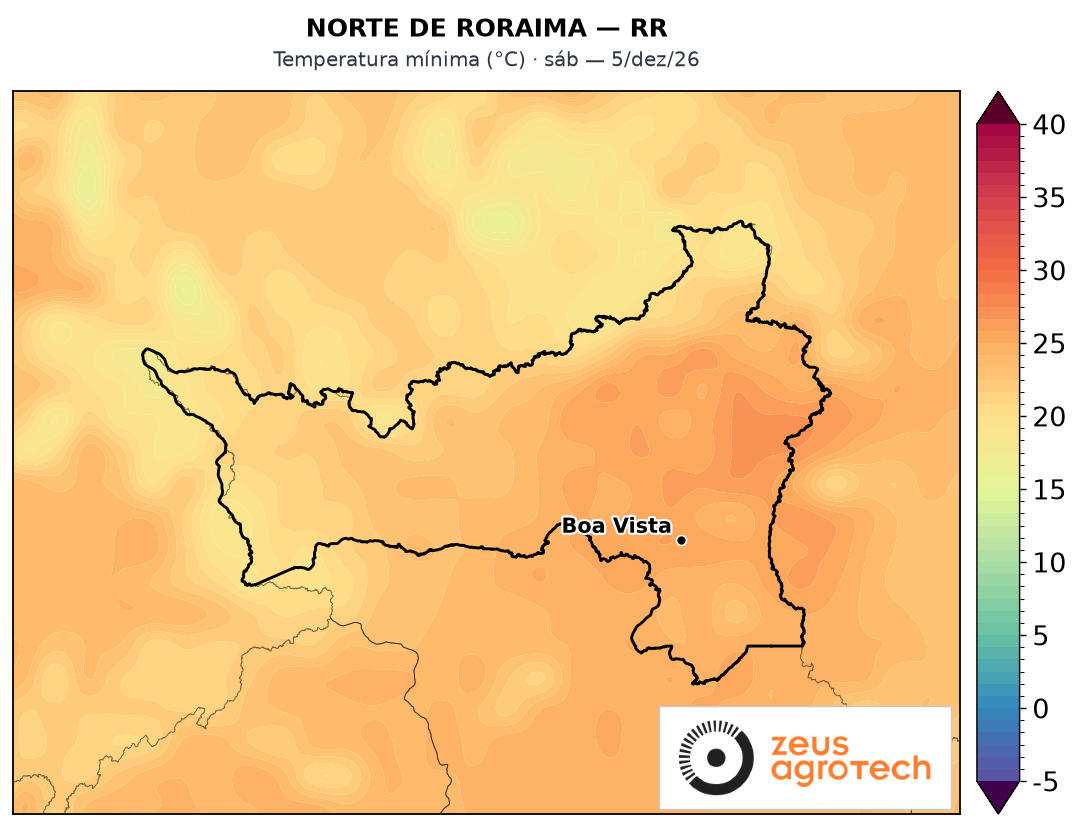 NORTE DE RORAIMA — RR
Temperatura mínima (°C) · sáb — 5/dez/26
40
35
30
25
20
15
10
5
0
-5
Boa Vista
zeus
agroTech